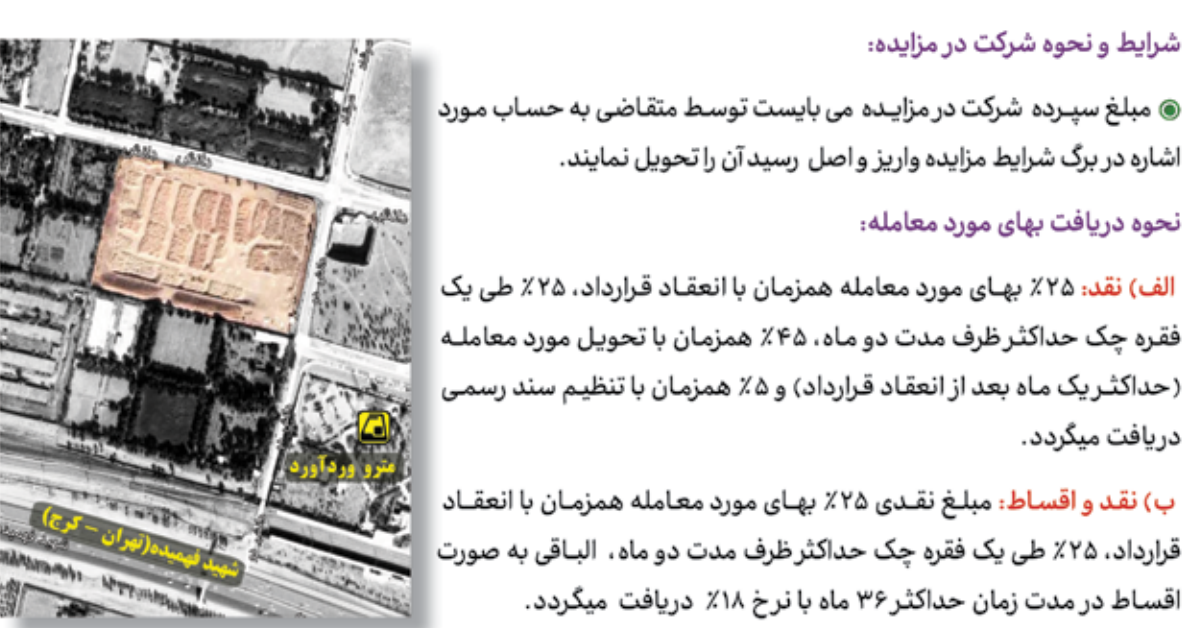 شرایط و نحوه شرکت در مزایده:
مبلغ سپرده شرکت در مزایده می بایست توسط متقاضی به حساب مورد
اشاره در برگ شرایط مزایده واریز و اصل رسید آن را تحویل نمایند.
نحوه دریافت بهای مورد معامله:
الف) نقد: ۲۵٪ بهای مورد معامله همزمان با انعقاد قرارداد، ۲۵٪ طی یک
فقره چک حداکثر ظرف مدت دو ماه، ۴۵٪ همزمان با تحویل مورد معامله
(حداکثر یک ماه بعد از انعقاد قرارداد) و ۵٪ همزمان با تنظیم سند رسمی
دریافت میگردد.
ب) نقد و اقساط: مبلغ نقدی ۲۵٪ بهای مورد معامله همزمان با انعقاد
قرارداد، ۲۵٪ طی یک فقره چک حداکثر ظرف مدت دو ماه، الباقی به صورت
اقساط در مدت زمان حداکثر ۳۶ ماه با نرخ ۱۸٪ دریافت میگردد.
مترو وردآورد
شهید فهمیده(تهران - کرج)